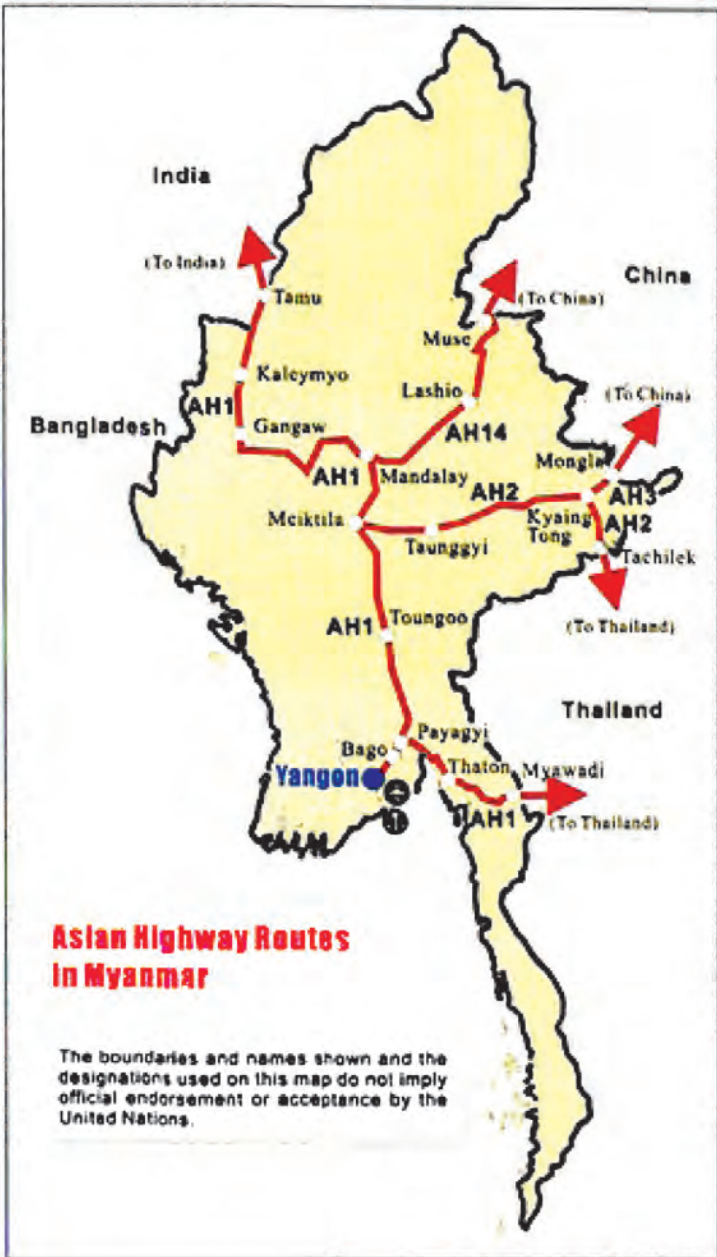 India
(To India)
Tamu
China
(To China)
Muse
Kaleymyo
Lashio
(To China)
AH1
Bangladesh
Gangaw
AH14
Mongla
AH1
Mandalay
AH2
AH3
Meiktila
Kyaing
Tong
AH2
Taunggyi
Tachilek
AH1
Toungoo
(To Thailand)
Thailand
Payagyi
Bago
Thaton
Myawadi
Yangon
AH1
(To Thailand)
Asian Highway Routes
in Myanmar
The boundaries and names shown and the
designations used on this map do not imply
official endorsement or acceptance by the
United Nations.